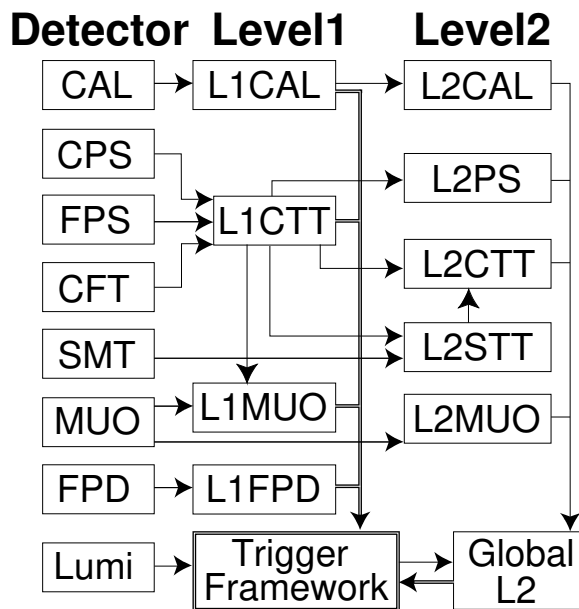 Detector Level1 Level2
CAL L1CAL L2CAL
CPS
L2PS
FPS L1CTT
CFT L2CTT
SMT L2STT
MUO L1MUO L2MUO
FPD L1FPD
Lumi Trigger Framework Global L2